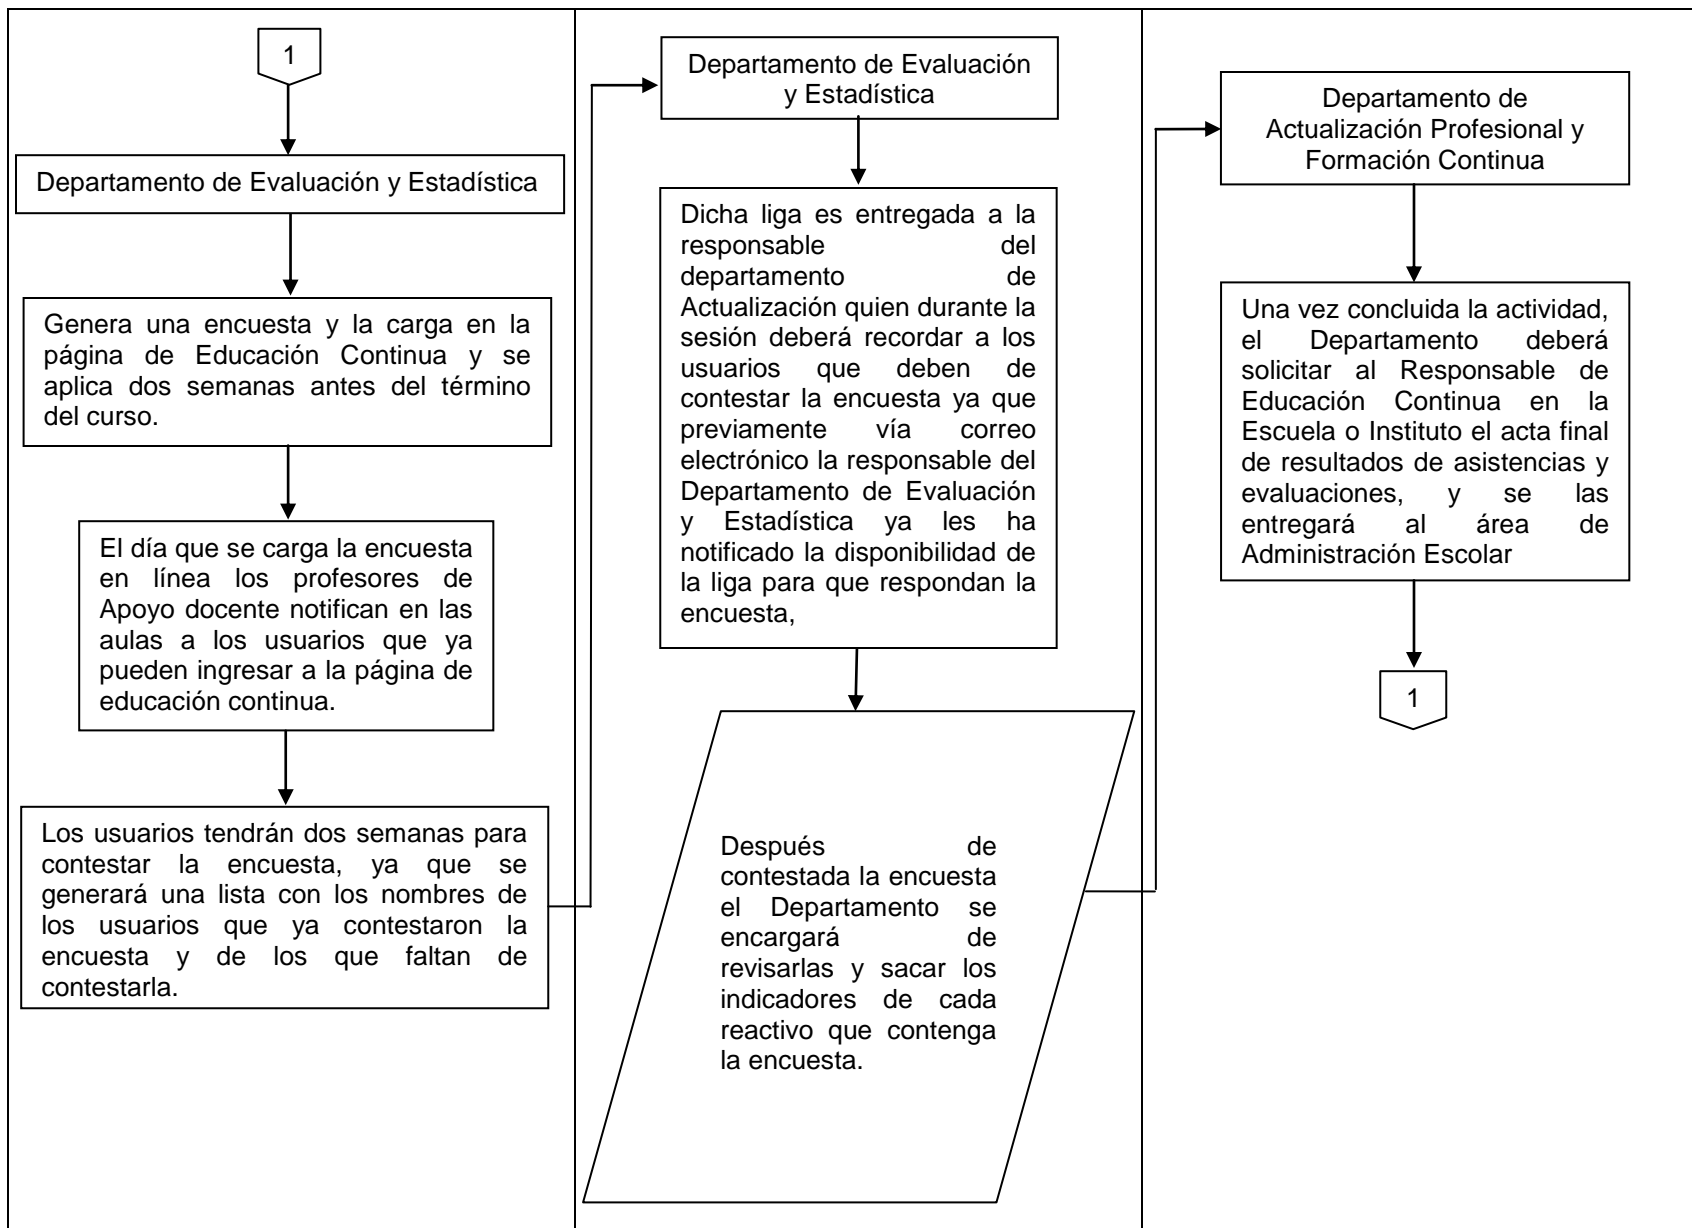 1
Departamento de Evaluación y Estadística
Genera una encuesta y la carga en la
página de Educación Continua y se
aplica dos semanas antes del término
del curso.
El día que se carga la encuesta
en línea los profesores de
Apoyo docente notifican en las
aulas a los usuarios que ya
pueden ingresar a la página de
educación continua.
Los usuarios tendrán dos semanas para
contestar la encuesta, ya que se
generará una lista con los nombres de
los usuarios que ya contestaron la
encuesta y de los que faltan de
contestarla.
Departamento de Evaluación
y Estadística
Dicha liga es entregada a la
responsable del
departamento de
Actualización quien durante la
sesión deberá recordar a los
usuarios que deben de
contestar la encuesta ya que
previamente vía correo
electrónico la responsable del
Departamento de Evaluación
y Estadística ya les ha
notificado la disponibilidad de
la liga para que respondan la
encuesta,
Después de
contestada la encuesta
el Departamento se
encargará de
revisarlas y sacar los
indicadores de cada
reactivo que contenga
la encuesta.
Departamento de
Actualización Profesional y
Formación Continua
Una vez concluida la actividad,
el Departamento deberá
solicitar al Responsable de
Educación Continua en la
Escuela o Instituto el acta final
de resultados de asistencias y
evaluaciones, y se las
entregará al área de
Administración Escolar
1